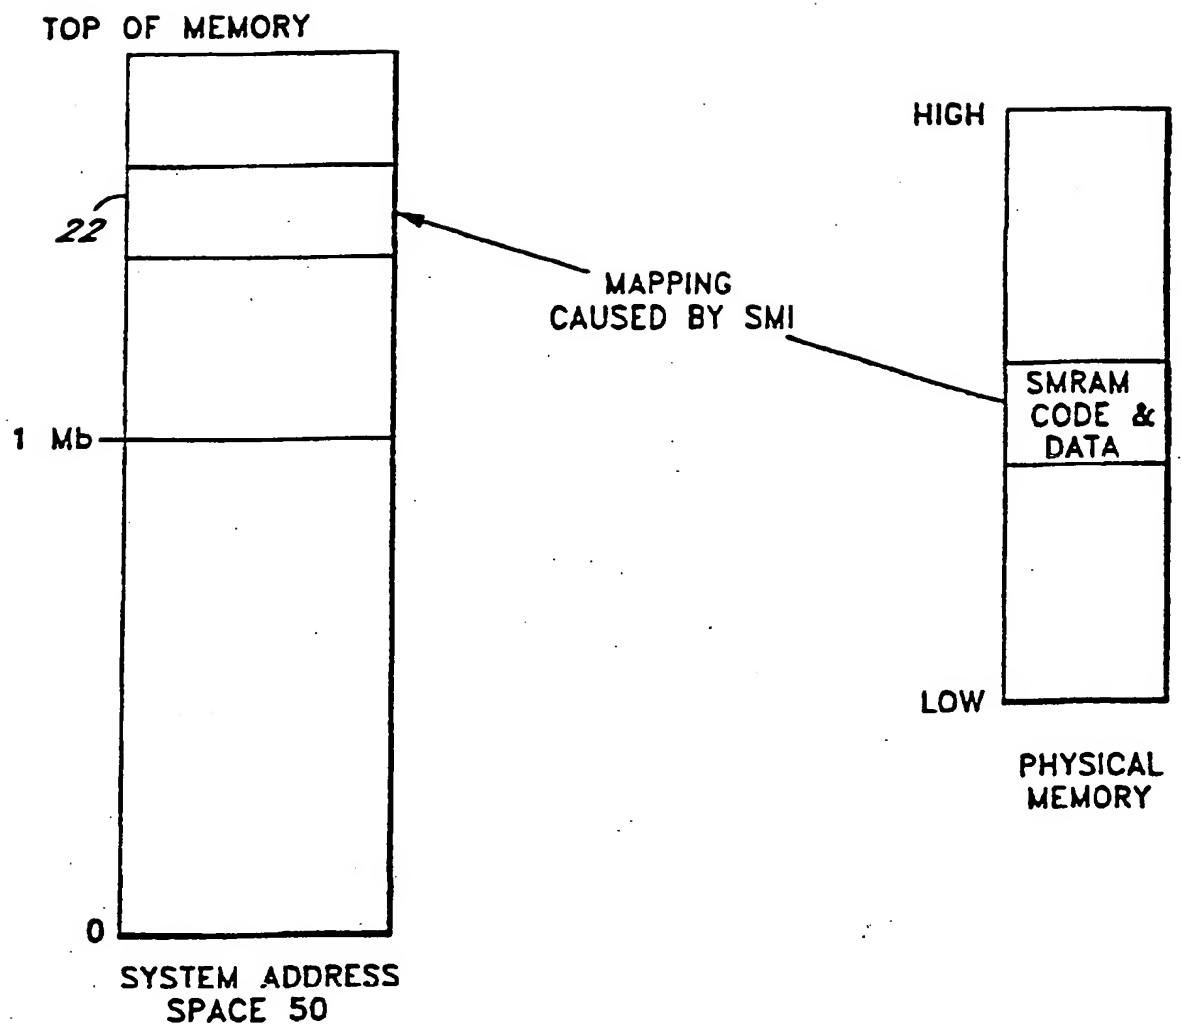 TOP OF MEMORY
22
1 Mb
0
SYSTEM ADDRESS
SPACE 50
MAPPING
CAUSED BY SMI
HIGH
SMRAM
CODE &
DATA
LOW
PHYSICAL
MEMORY